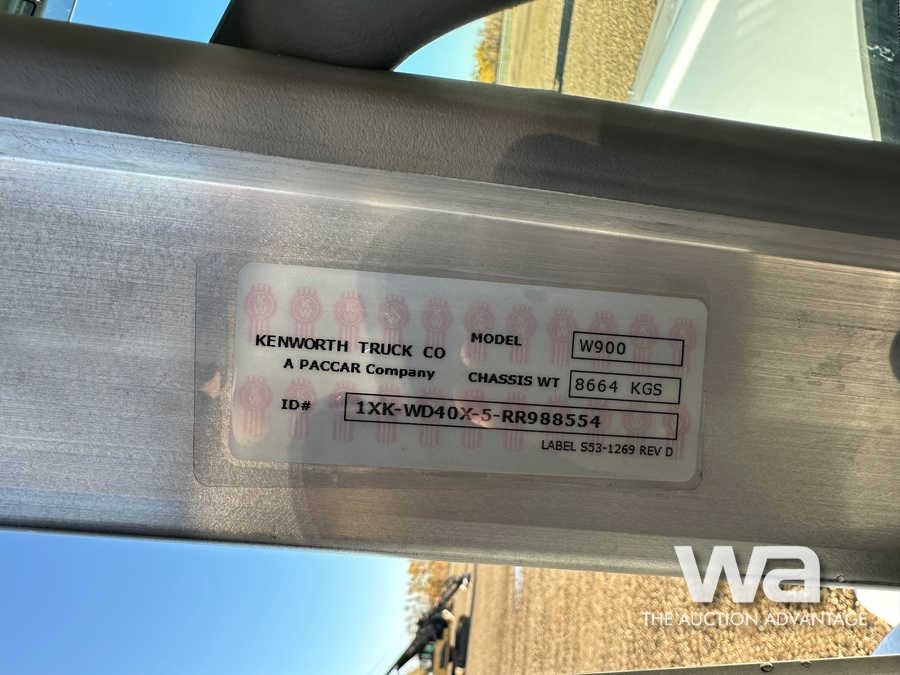 KENWORTH TRUCK CO
A PACCAR Company
MODEL W900
CHASSIS WT 8664 KGS
ID# 1XK-WD40X-5-RR988554
LABEL S53-1269 REV D
wa
THE AUCTION ADVANTAGE